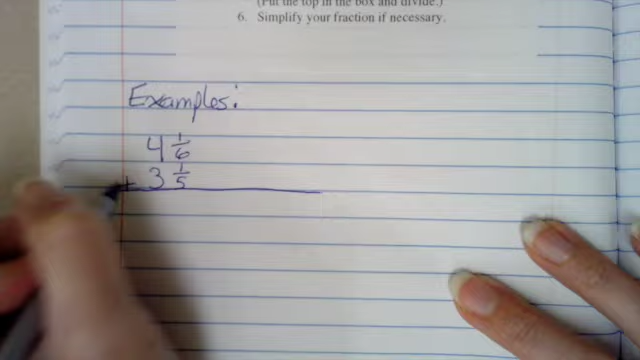 (Put the top in the box and divide.)
6. Simplify your fraction if necessary.
Examples:
4 1/6
+ 3 1/5